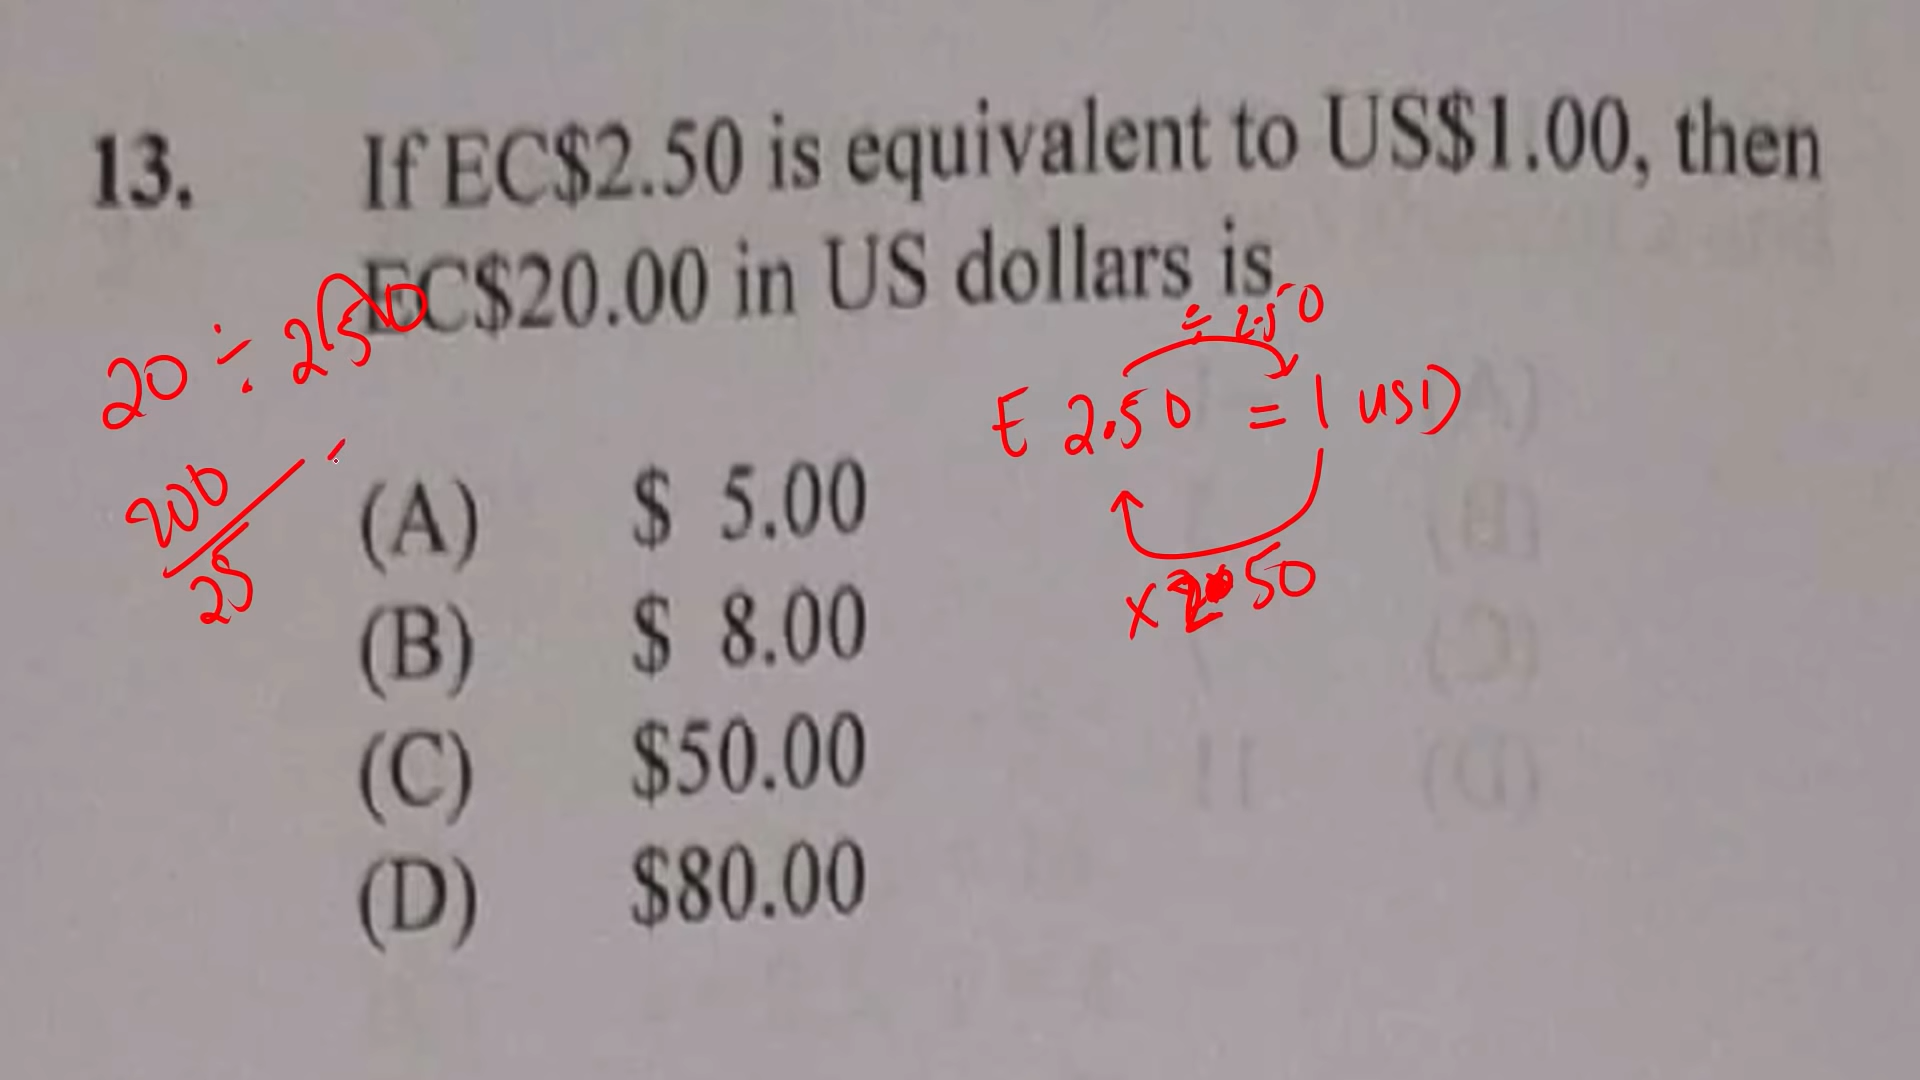 13. If EC$2.50 is equivalent to US$1.00, then
EC$20.00 in US dollars is
÷ 2.50
20 ÷ 250
E 2.50 = 1 USD
200
25
(A) $ 5.00
x 2.50
(B) $ 8.00
(C) $50.00
(D) $80.00